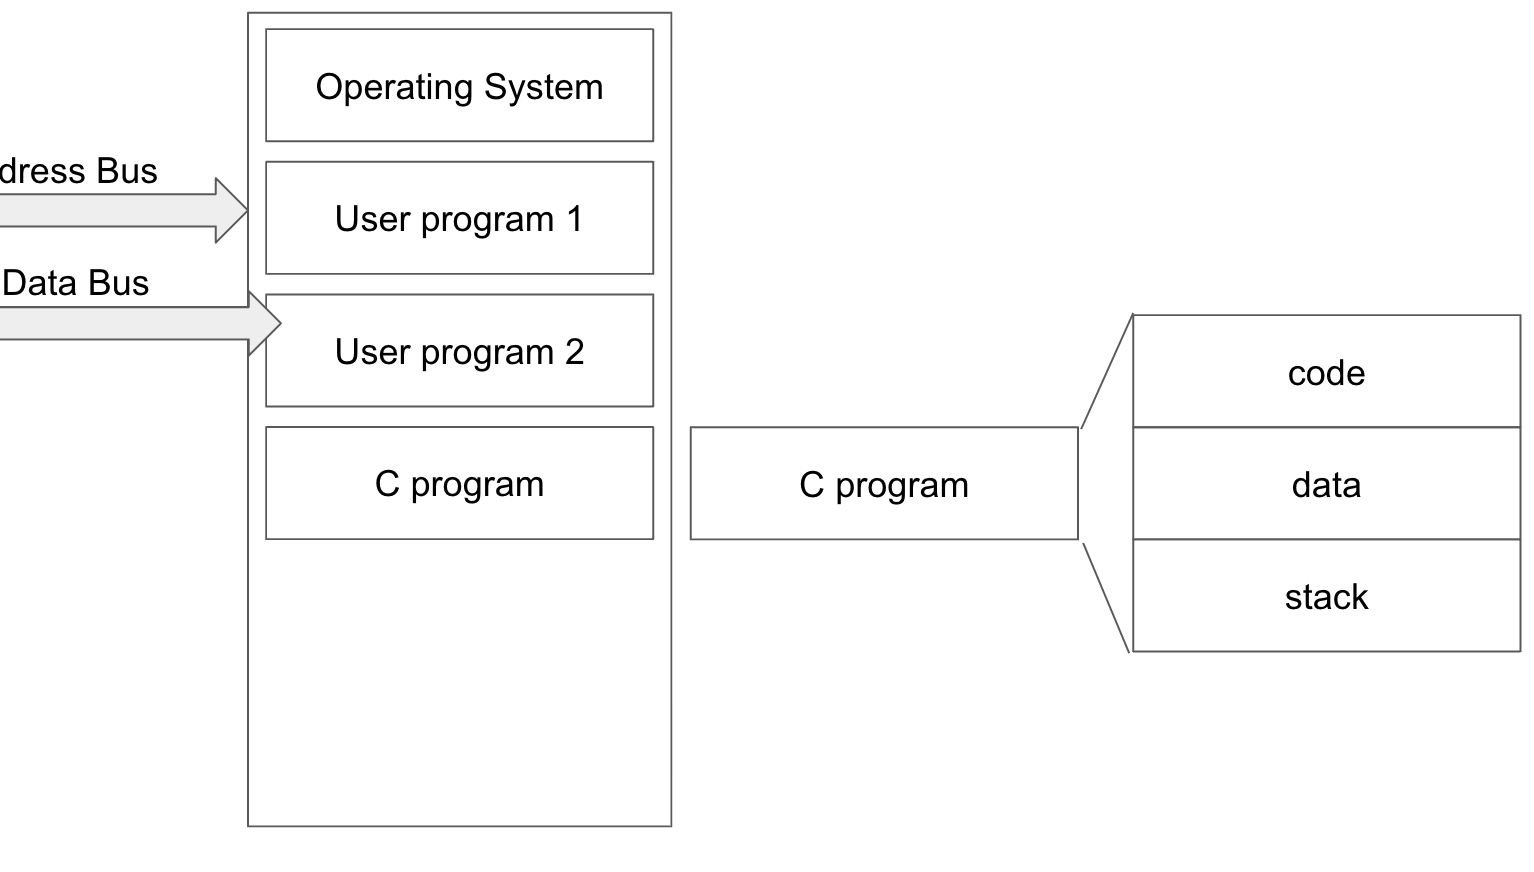 Operating System
dress Bus
User program 1
Data Bus
User program 2
C program
C program
code
data
stack